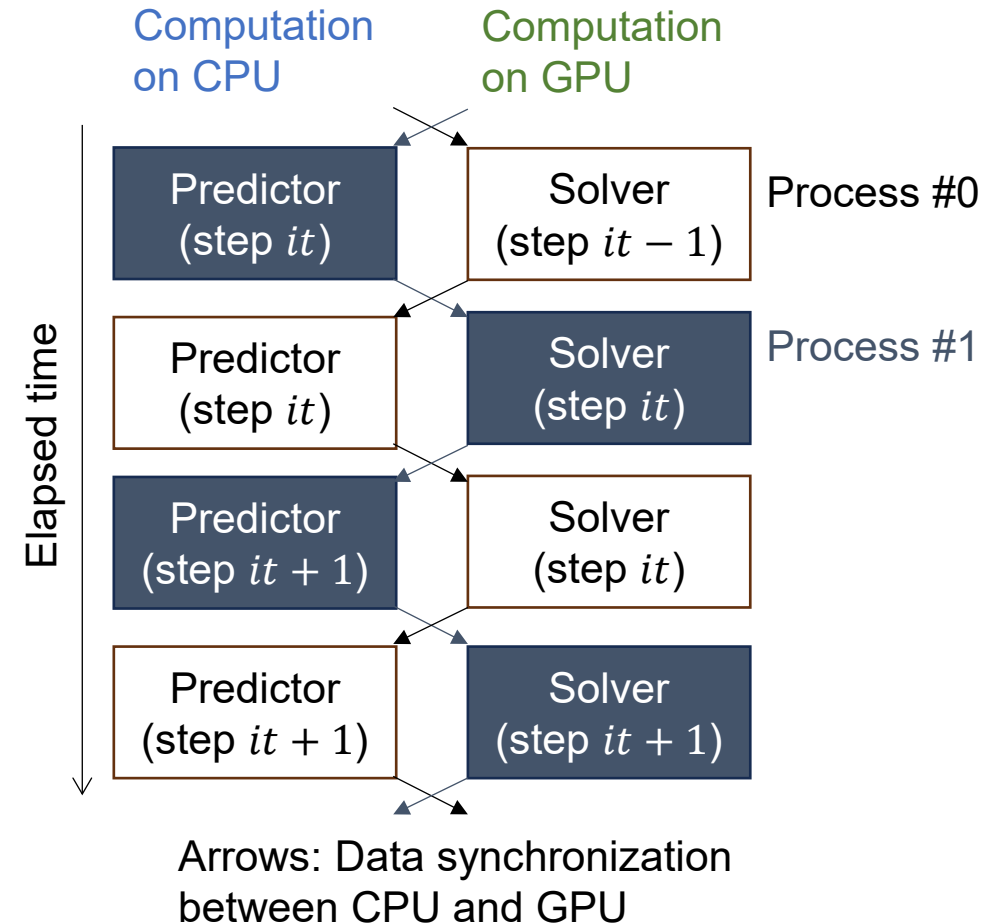 Computation
on CPU
Computation
on GPU
Elapsed time
Predictor
(step it)
Solver
(step it − 1)
Process #0
Predictor
(step it)
Solver
(step it)
Process #1
Predictor
(step it + 1)
Solver
(step it)
Predictor
(step it + 1)
Solver
(step it + 1)
Arrows: Data synchronization
between CPU and GPU